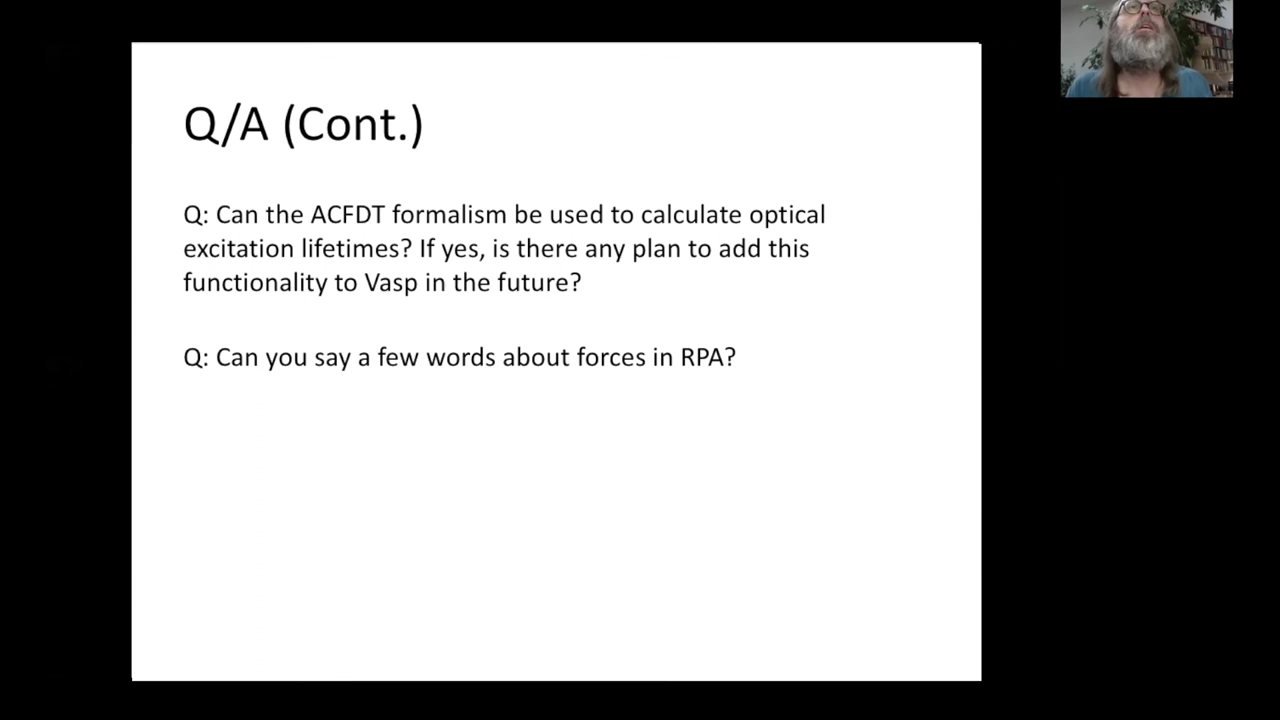 Q/A (Cont.)
Q: Can the ACFDT formalism be used to calculate optical
excitation lifetimes? If yes, is there any plan to add this
functionality to Vasp in the future?
Q: Can you say a few words about forces in RPA?